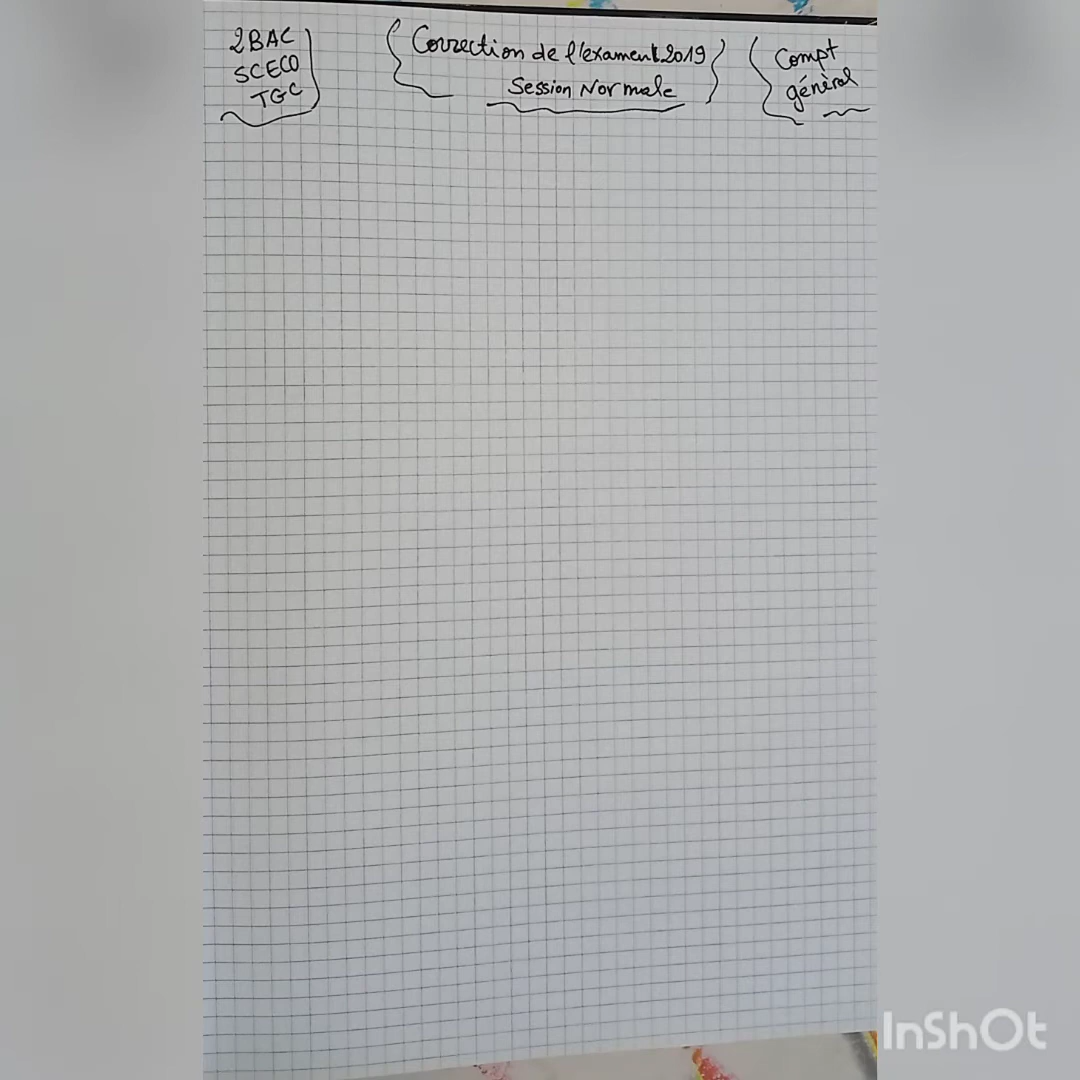 2BAC
SCECO
TGC
Correction de l'examen 2019
Session Normale
Compt
général
InShOt